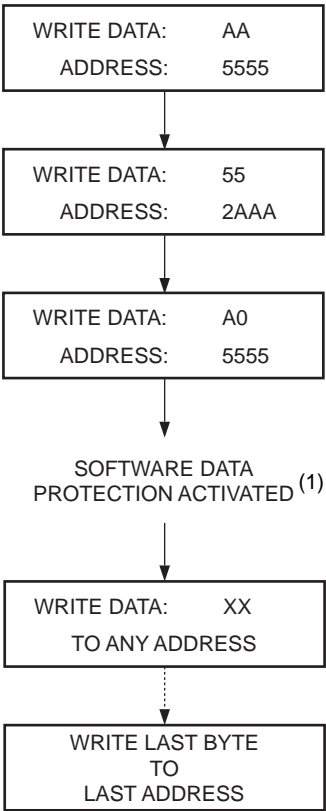 WRITE DATA: AA
ADDRESS: 5555
WRITE DATA: 55
ADDRESS: 2AAA
WRITE DATA: A0
ADDRESS: 5555
SOFTWARE DATA
PROTECTION ACTIVATED (1)
WRITE DATA: XX
TO ANY ADDRESS
WRITE LAST BYTE
TO
LAST ADDRESS